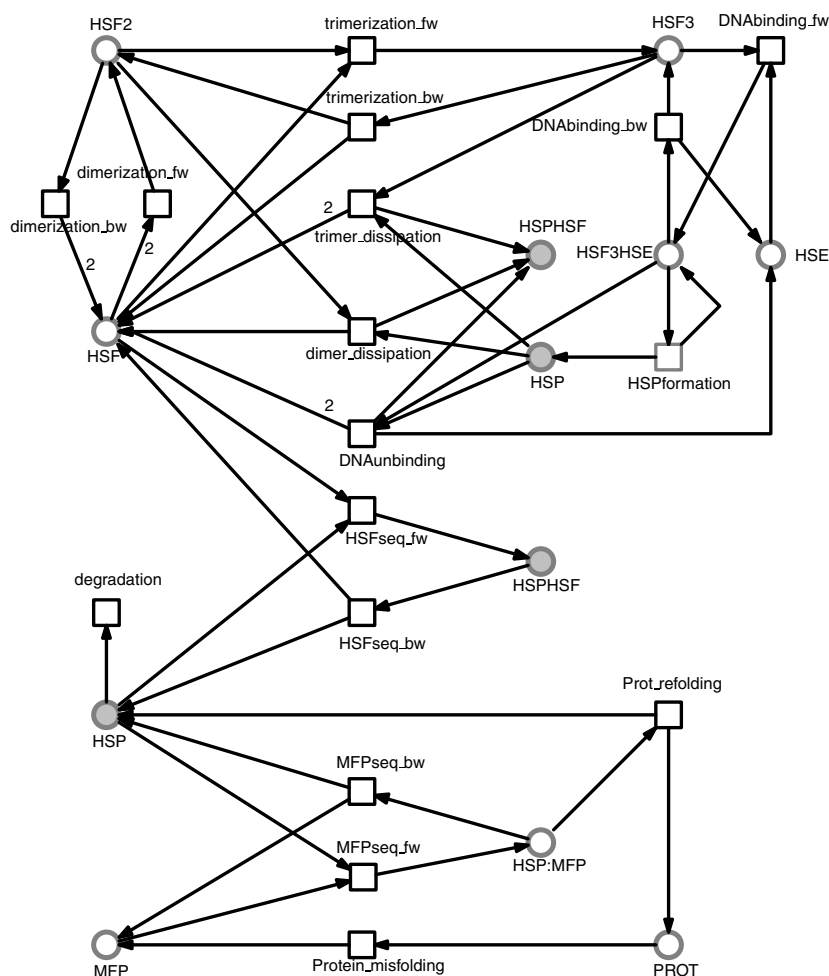 HSF2
trimerization_fw
HSF3
DNAbinding_fw
trimerization_bw
DNAbinding_bw
dimerization_fw
dimerization_bw
2
trimer_dissipation
HSPHSF
HSF3HSE
HSE
2
2
HSF
dimer_dissipation
HSP
HSPformation
2
DNAunbinding
HSFseq_fw
HSPHSF
degradation
HSFseq_bw
Prot_refolding
HSP
MFPseq_bw
MFPseq_fw
HSP:MFP
MFP
Protein_misfolding
PROT